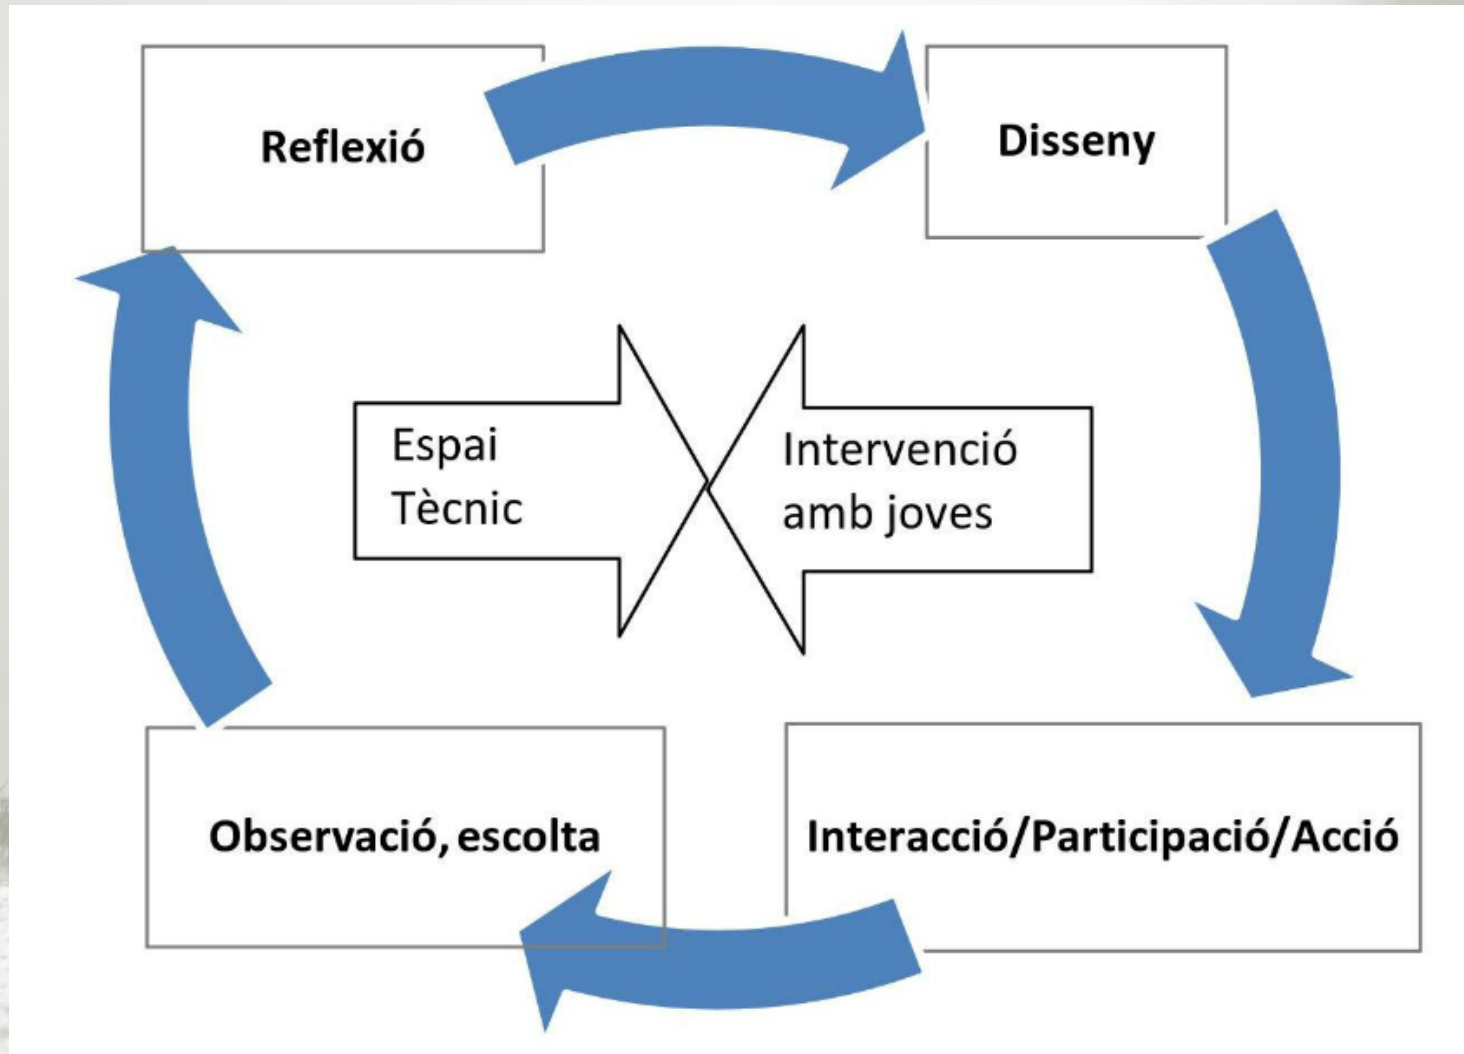 Reflexió
Disseny
Espai
Tècnic
Intervenció
amb joves
Observació, escolta
Interacció/Participació/Acció